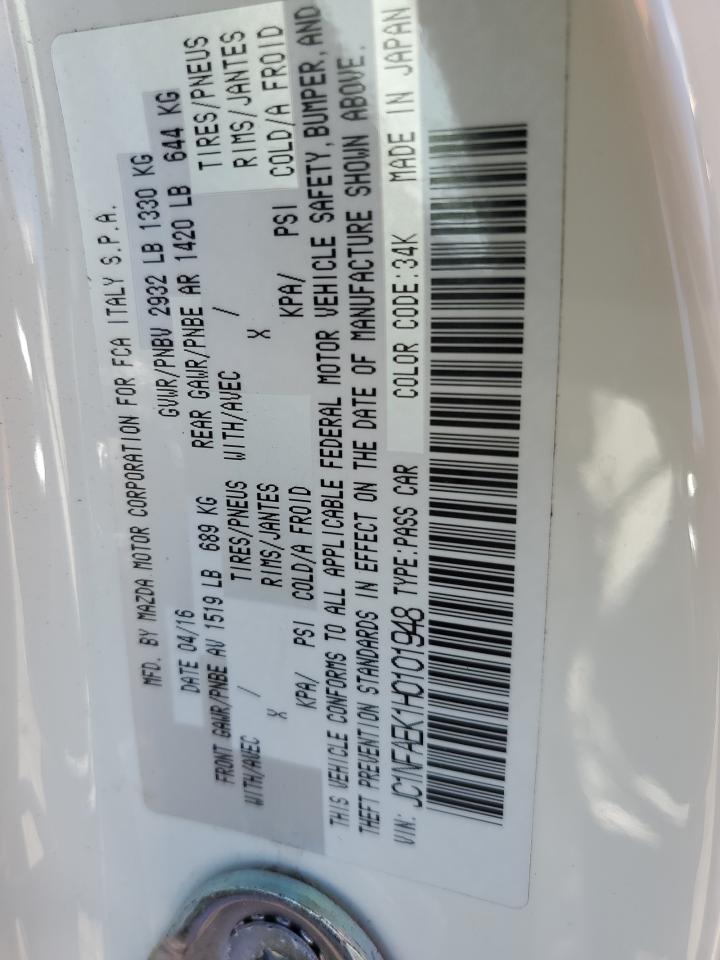 MFD. BY MAZDA MOTOR CORPORATION FOR FCA ITALY S.P.A.
DATE 04/16 GVWR/PNBV 2932 LB 1330 KG
FRONT GAWR/PNBE AV 1519 LB 689 KG REAR GAWR/PNBE AR 1420 LB 644 KG
WITH/AVEC / TIRES/PNEUS WITH/AVEC / TIRES/PNEUS
X RIMS/JANTES X RIMS/JANTES
KPA/ PSI COLD/A FROID KPA/ PSI COLD/A FROID
THIS VEHICLE CONFORMS TO ALL APPLICABLE FEDERAL MOTOR VEHICLE SAFETY, BUMPER, AND
THEFT PREVENTION STANDARDS IN EFFECT ON THE DATE OF MANUFACTURE SHOWN ABOVE.
VIN: JC1NFAEK1H0101948 TYPE:PASS CAR COLOR CODE:34K MADE IN JAPAN